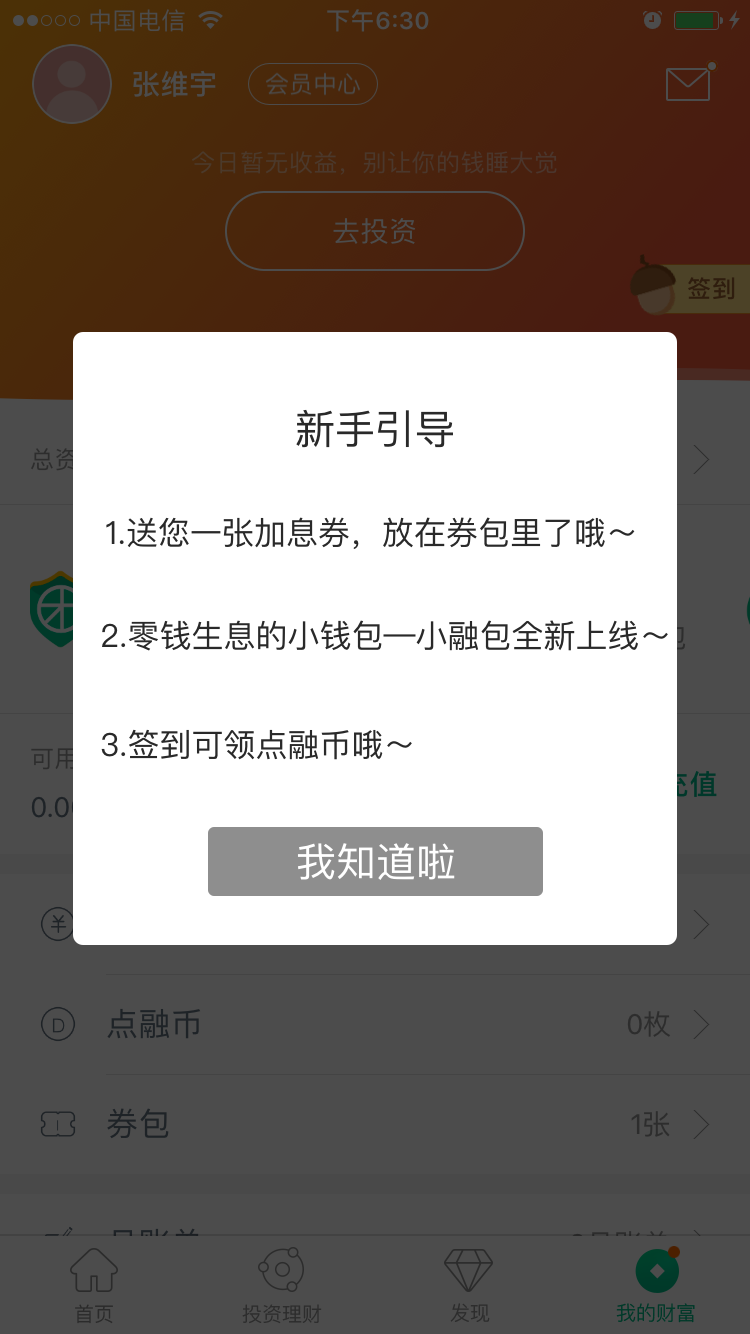 中国电信 下午6:30
张维宇 会员中心
今日暂无收益，别让你的钱睡大觉
去投资
签到
新手引导
总资
1.送您一张加息券，放在券包里了哦～
2.零钱生息的小钱包—小融包全新上线～
包
3.签到可领点融币哦～
可用
充值
0.0
我知道啦
点融币 0枚
券包 1张
首页 投资理财 发现 我的财富